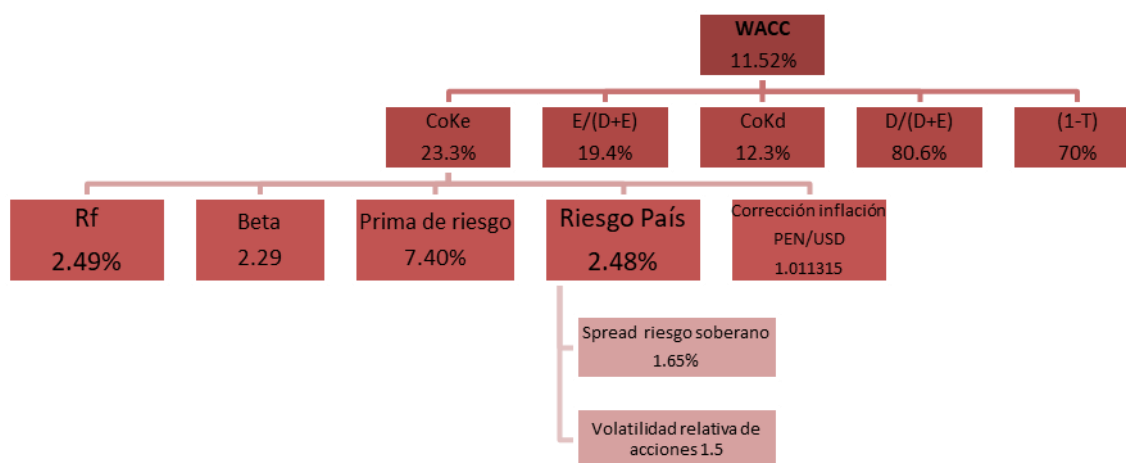 WACC
11.52%
CoKe
23.3%
E/(D+E)
19.4%
CoKd
12.3%
D/(D+E)
80.6%
(1-T)
70%
Rf
2.49%
Beta
2.29
Prima de riesgo
7.40%
Riesgo País
2.48%
Corrección inflación
PEN/USD
1.011315
Spread riesgo soberano
1.65%
Volatilidad relativa de
acciones 1.5